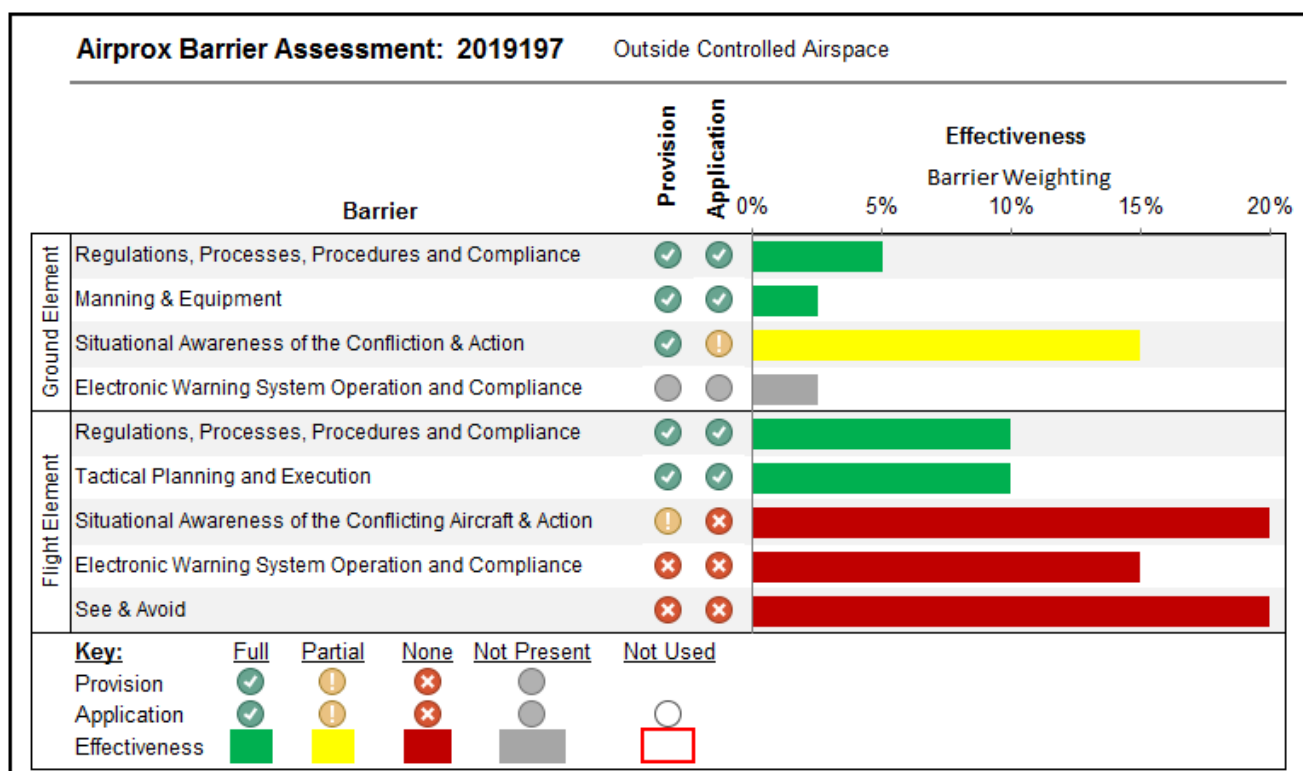 Airprox Barrier Assessment: 2019197 Outside Controlled Airspace
Provision
Application
Effectiveness
Barrier Weighting
Barrier
0% 5% 10% 15% 20%
Ground Element
Regulations, Processes, Procedures and Compliance
Manning & Equipment
Situational Awareness of the Confliction & Action
Electronic Warning System Operation and Compliance
Flight Element
Regulations, Processes, Procedures and Compliance
Tactical Planning and Execution
Situational Awareness of the Conflicting Aircraft & Action
Electronic Warning System Operation and Compliance
See & Avoid
Key: Full Partial None Not Present Not Used
Provision
Application
Effectiveness